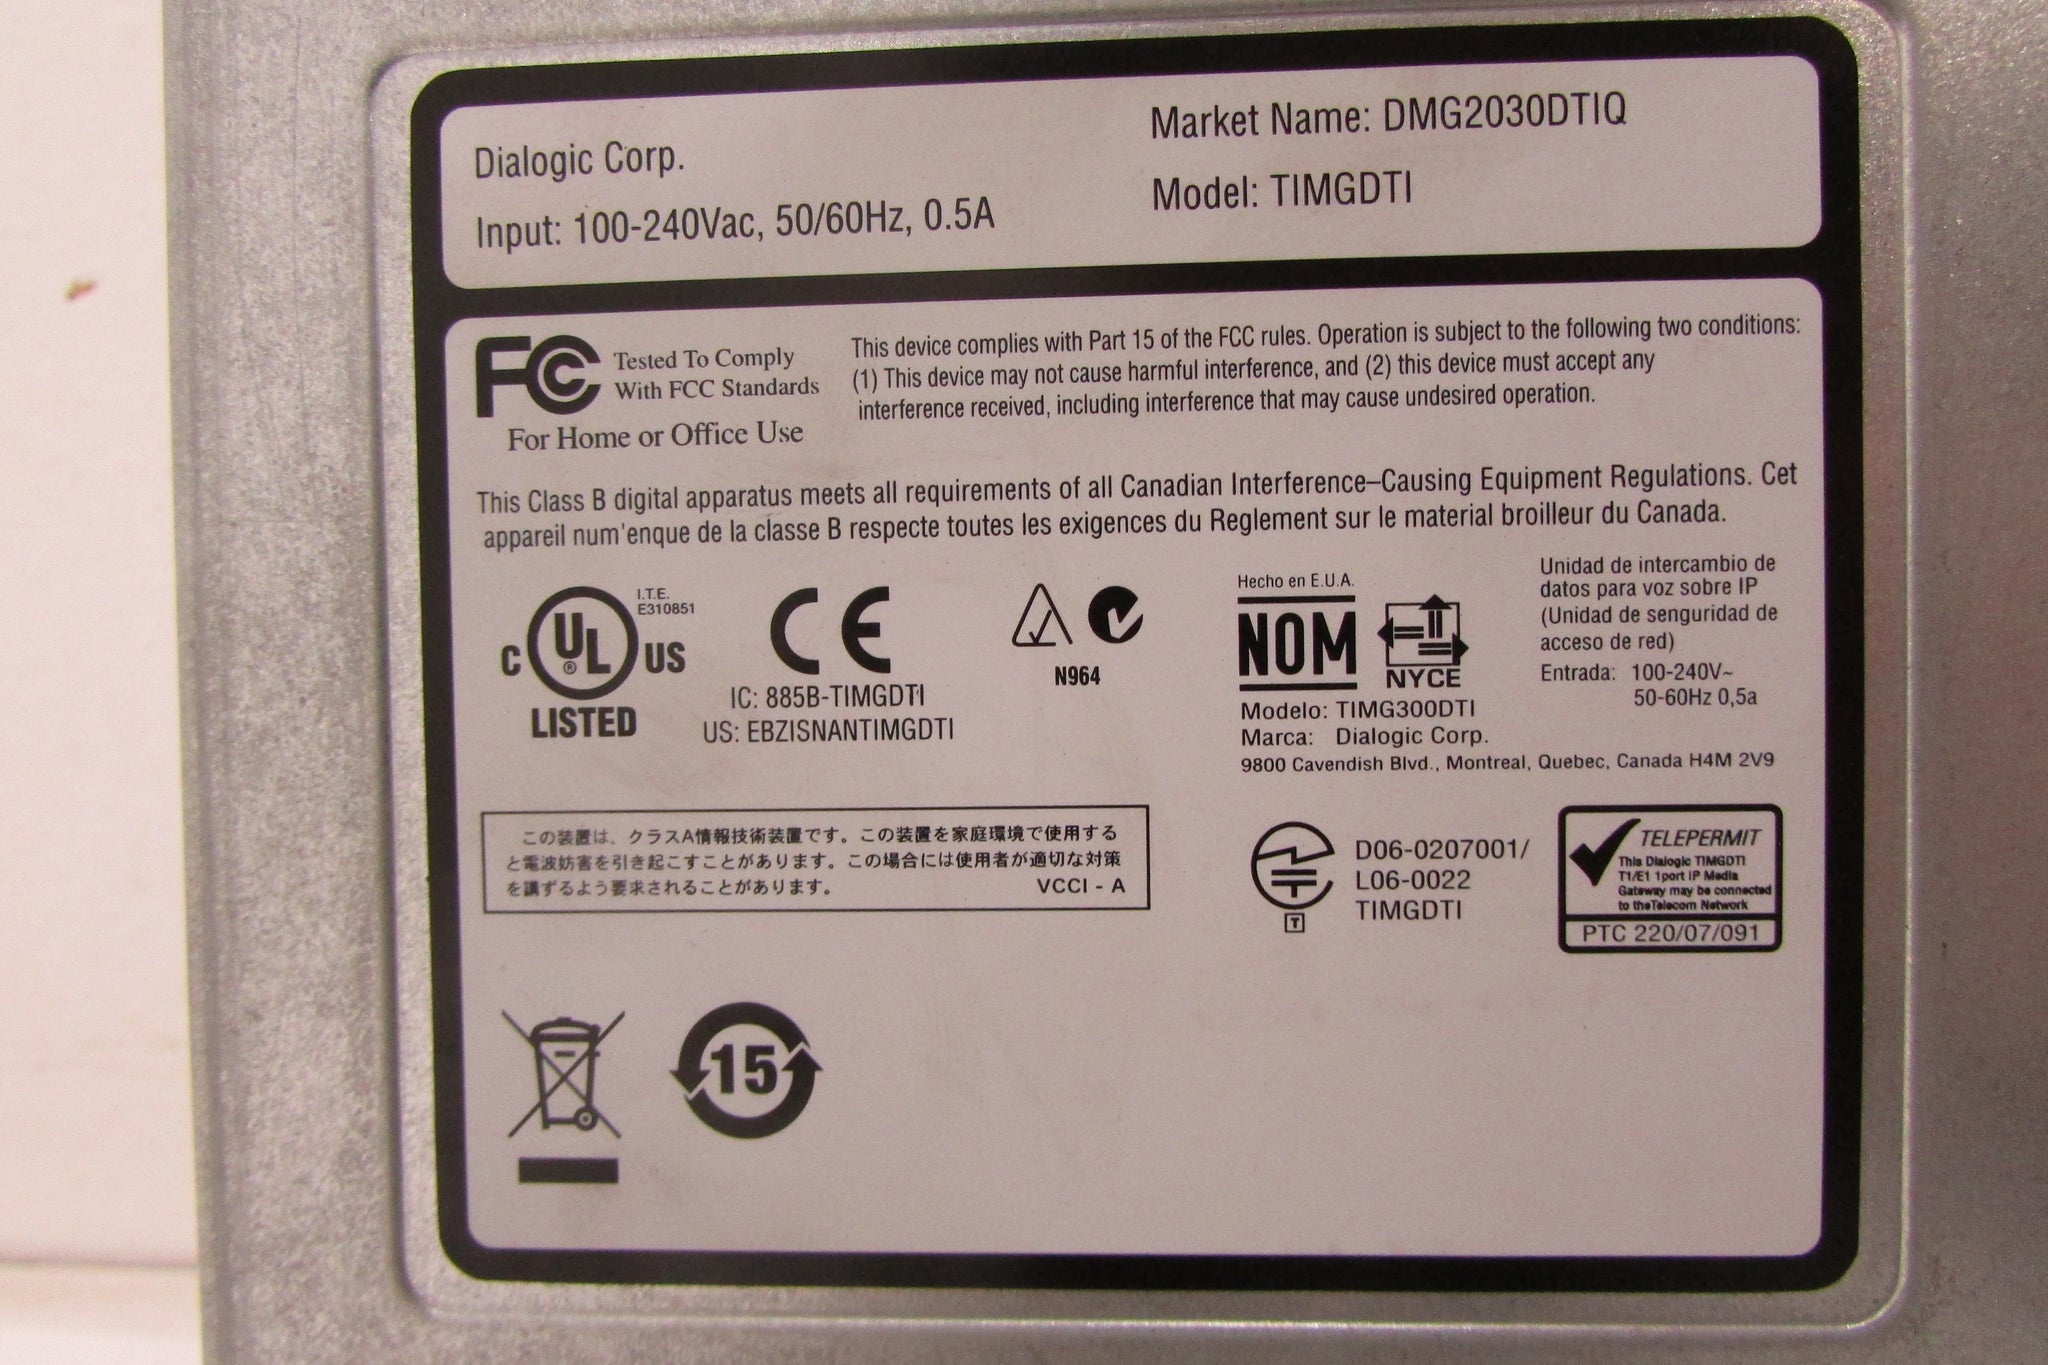 Dialogic Corp.
Input: 100-240Vac, 50/60Hz, 0.5A
Market Name: DMG2030DTIQ
Model: TIMGDTI
FC Tested To Comply
With FCC Standards
For Home or Office Use
This device complies with Part 15 of the FCC rules. Operation is subject to the following two conditions:
(1) This device may not cause harmful interference, and (2) this device must accept any
interference received, including interference that may cause undesired operation.
This Class B digital apparatus meets all requirements of all Canadian Interference–Causing Equipment Regulations. Cet
appareil num'enque de la classe B respecte toutes les exigences du Reglement sur le material broilleur du Canada.
I.T.E.
E310851
C UL ® US
LISTED
CE
IC: 885B-TIMGDTI
US: EBZISNANTIMGDTI
N964
Hecho en E.U.A.
NOM
NYCE
Modelo: TIMG300DTI
Marca: Dialogic Corp.
9800 Cavendish Blvd., Montreal, Quebec, Canada H4M 2V9
Unidad de intercambio de
datos para voz sobre IP
(Unidad de senguridad de
acceso de red)
Entrada: 100-240V~
50-60Hz 0,5a
この装置は、クラスA情報技術装置です。この装置を家庭環境で使用する
と電波妨害を引き起こすことがあります。この場合には使用者が適切な対策
を講ずるよう要求されることがあります。 VCCI - A
T
D06-0207001/
L06-0022
TIMGDTI
TELEPERMIT
This Dialogic TIMGDTI
T1/E1 1port IP Media
Gateway may be connected
to theTelecom Network
PTC 220/07/091
15